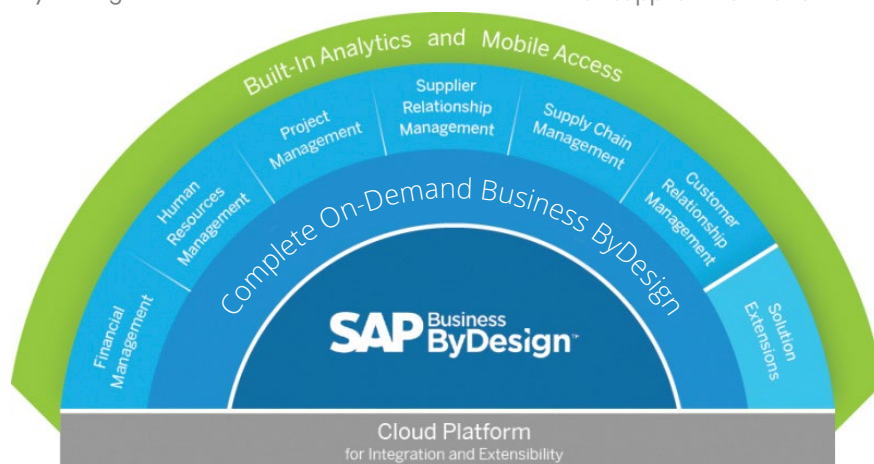 Built-In Analytics and Mobile Access
Financial
Management
Human
Resources
Management
Project
Management
Supplier
Relationship
Management
Supply Chain
Management
Customer
Relationship
Management
Solution
Extensions
Complete On-Demand Business ByDesign
SAP Business
ByDesign™
Cloud Platform
for Integration and Extensibility